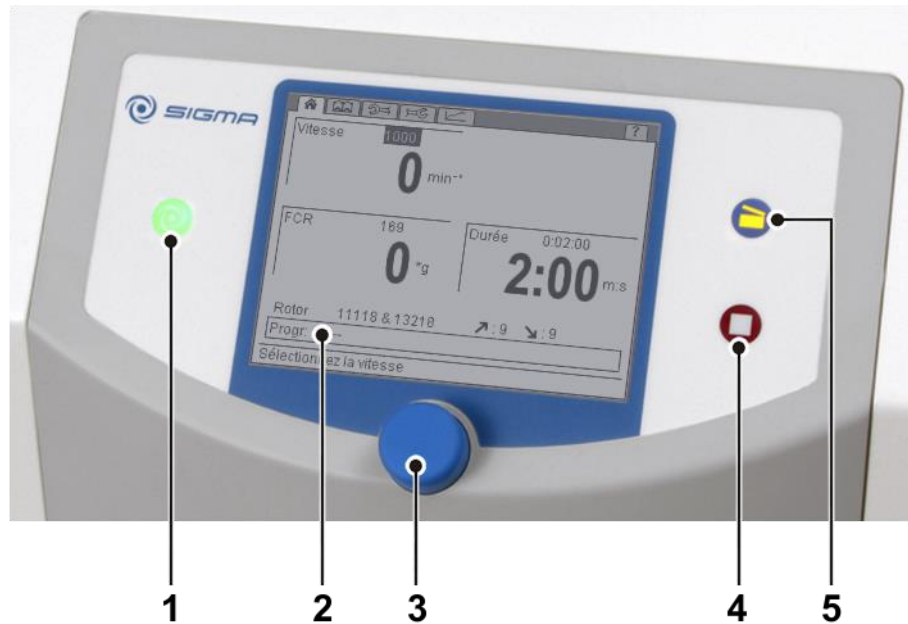 SIGMA
?
Vitesse 1000
0 min⁻¹
FCR 169
0 *g
Durée 0:02:00
2:00 m:s
Rotor 11118 & 13218 : 9 : 9
Progr.
Sélectionnez la vitesse
1 2 3 4 5